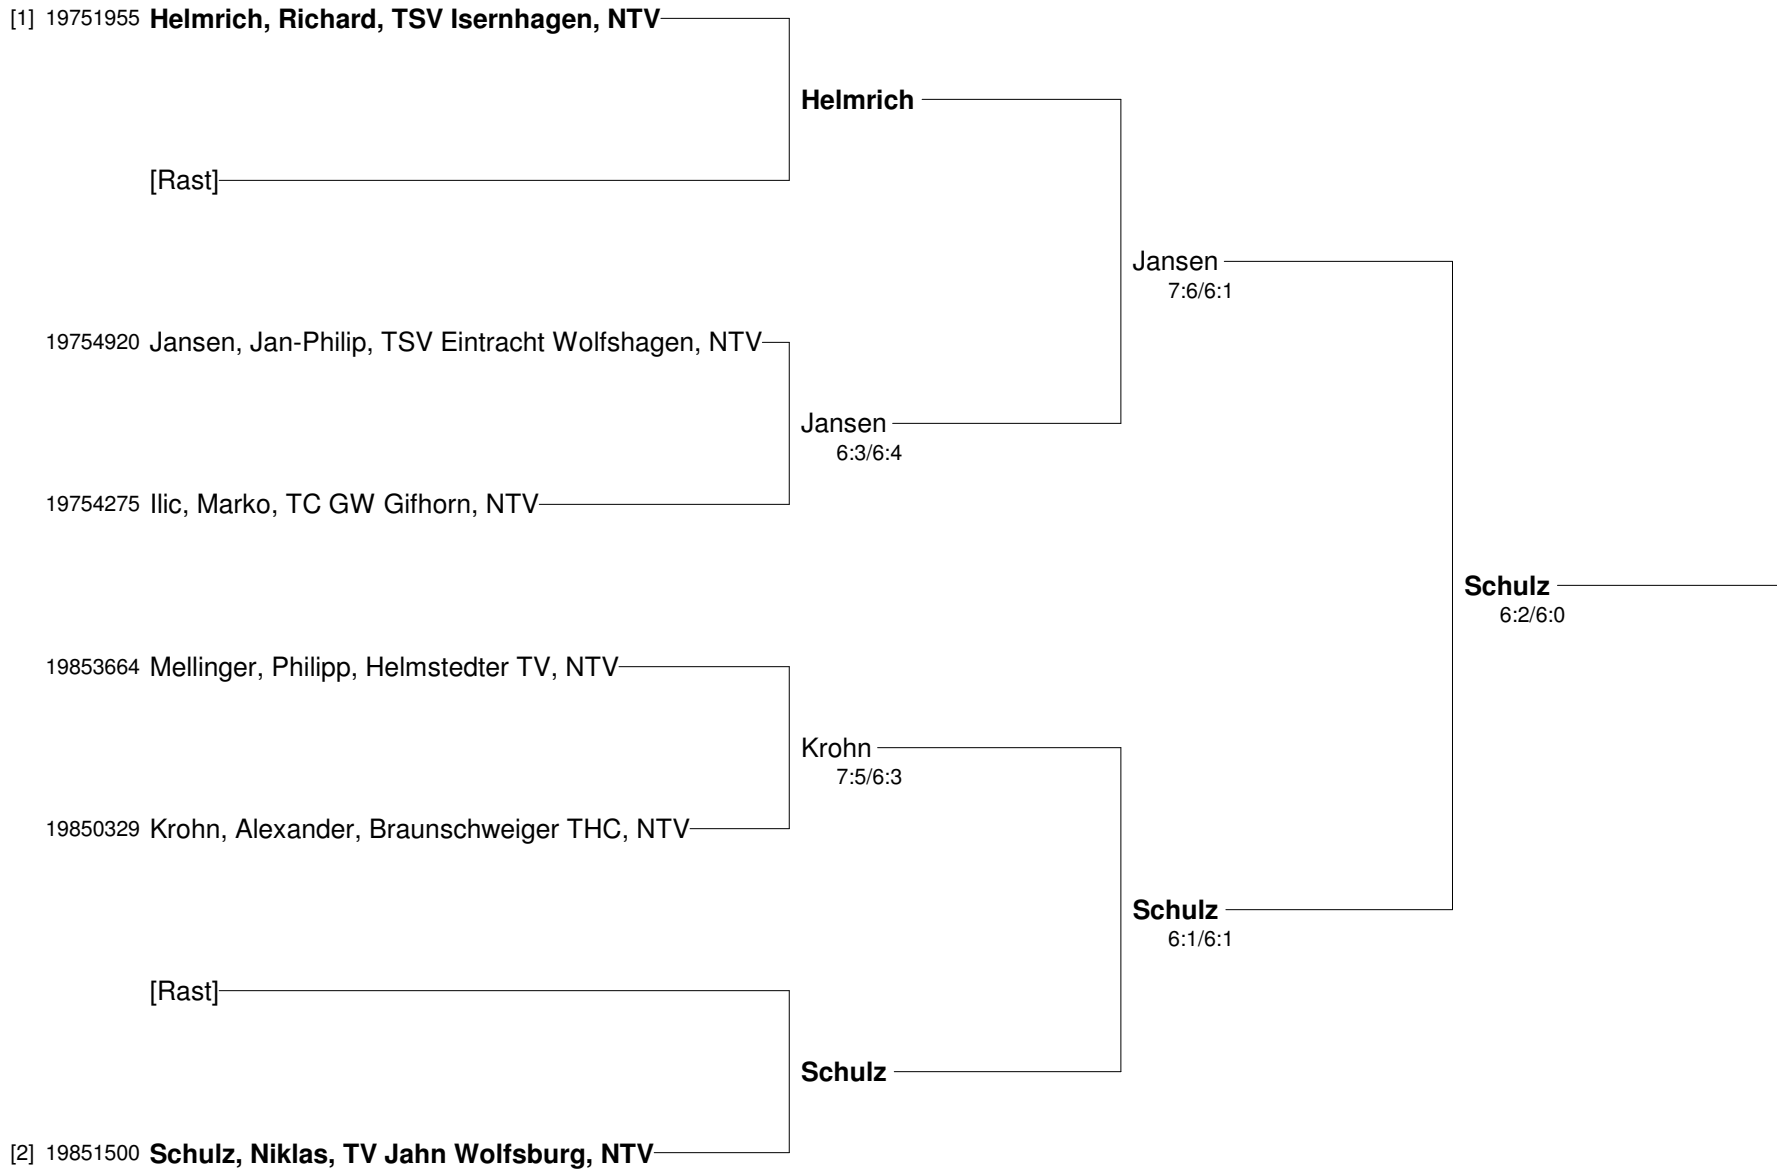 [1] 19751955 Helmrich, Richard, TSV Isernhagen, NTV
Helmrich
[Rast]
Jansen
7:6/6:1
19754920 Jansen, Jan-Philip, TSV Eintracht Wolfshagen, NTV
Jansen
6:3/6:4
19754275 Ilic, Marko, TC GW Gifhorn, NTV
Schulz
6:2/6:0
19853664 Mellinger, Philipp, Helmstedter TV, NTV
Krohn
7:5/6:3
19850329 Krohn, Alexander, Braunschweiger THC, NTV
Schulz
6:1/6:1
[Rast]
Schulz
[2] 19851500 Schulz, Niklas, TV Jahn Wolfsburg, NTV